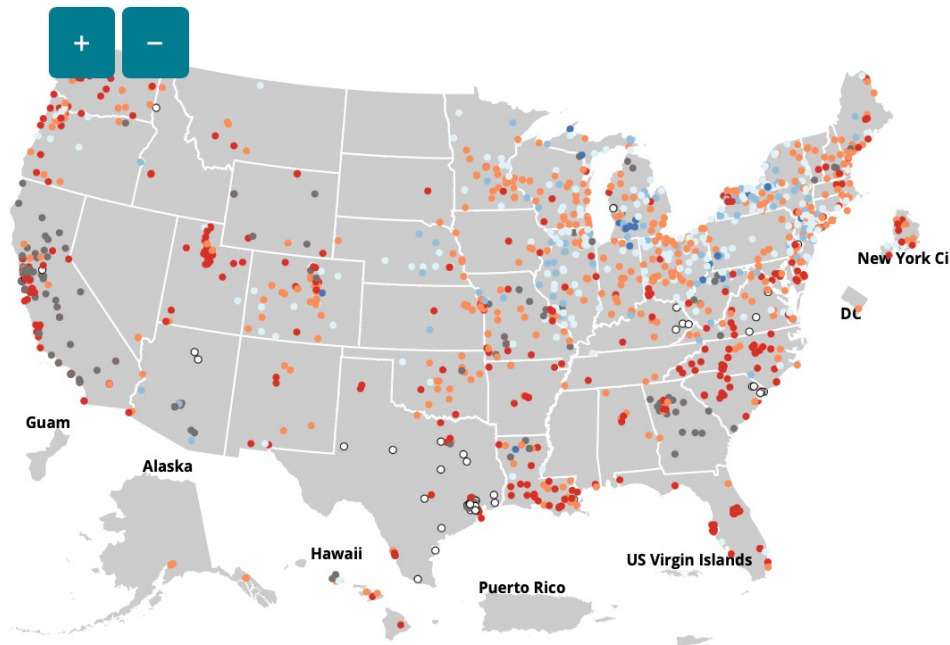 + −
New York Ci
DC
Guam
Alaska
Hawaii
US Virgin Islands
Puerto Rico